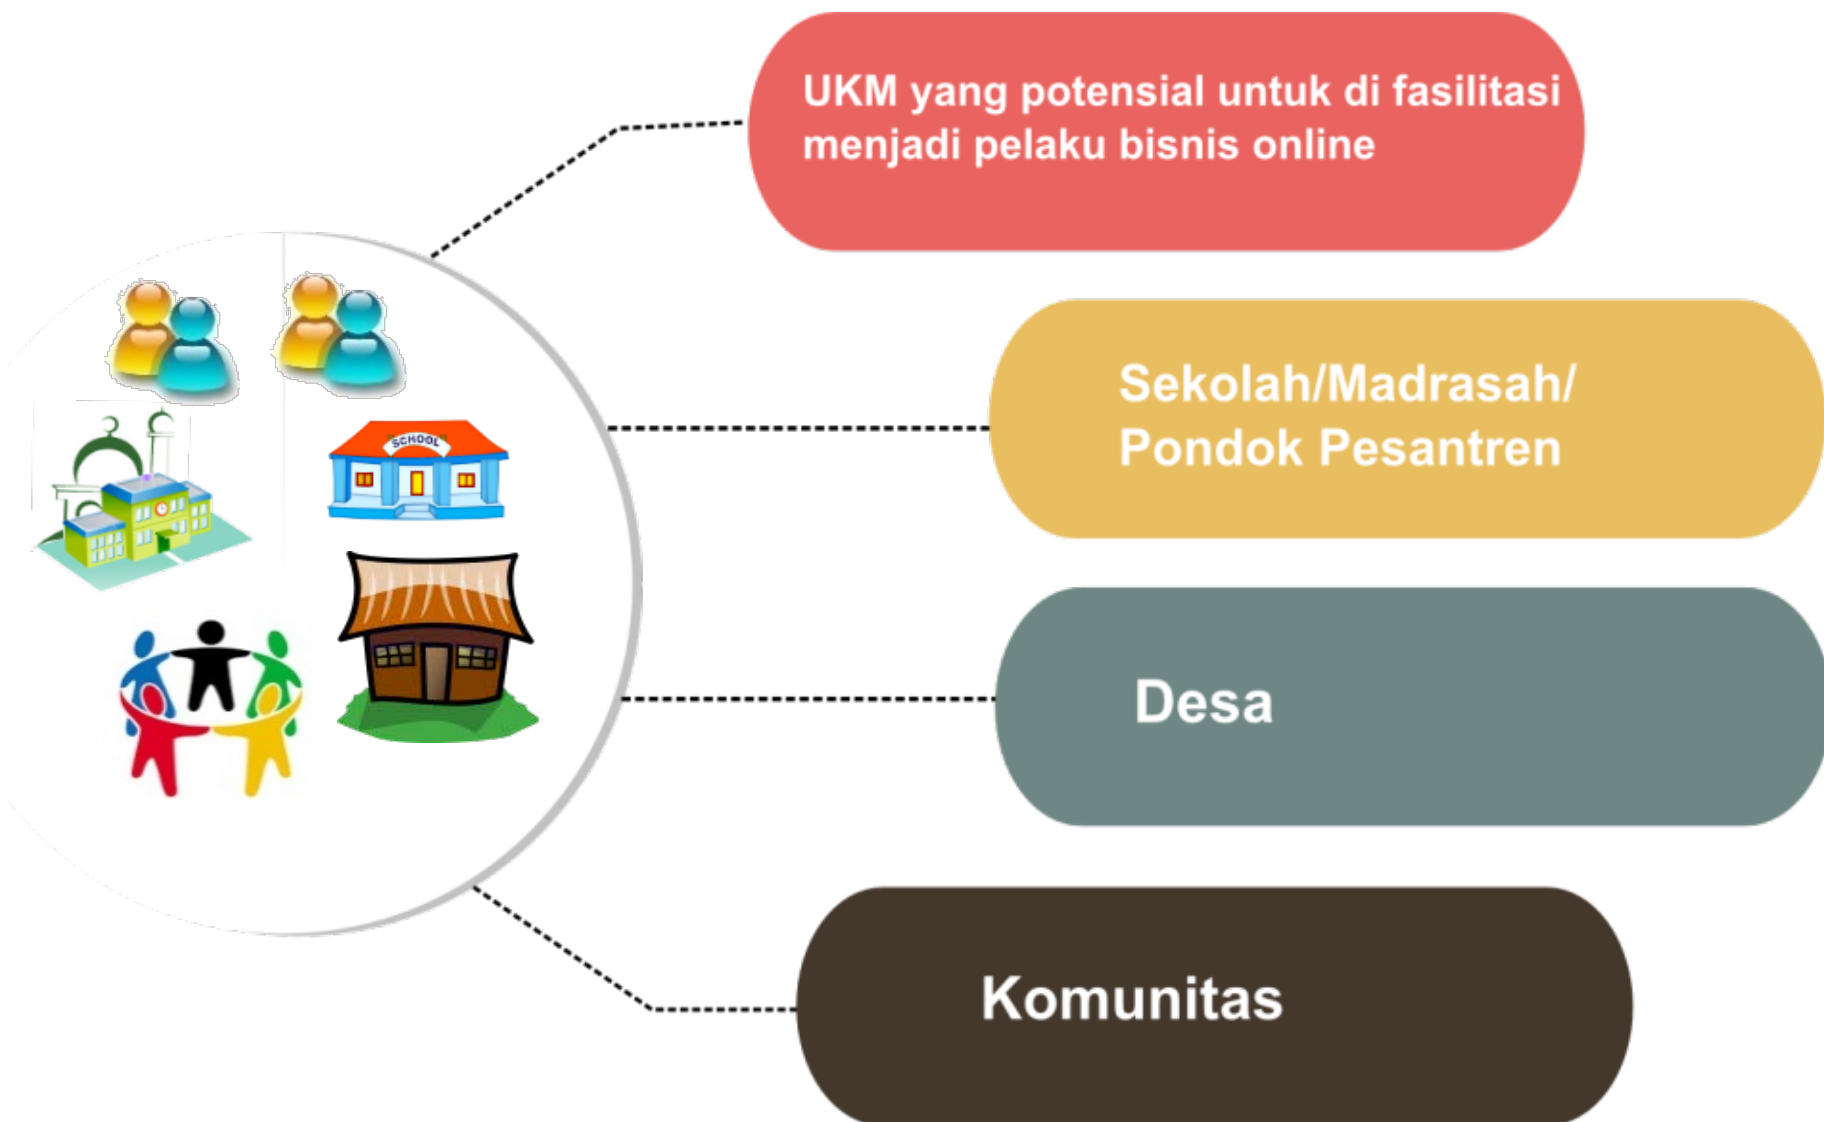 UKM yang potensial untuk di fasilitasi
menjadi pelaku bisnis online
SCHOOL
Sekolah/Madrasah/
Pondok Pesantren
Desa
Komunitas